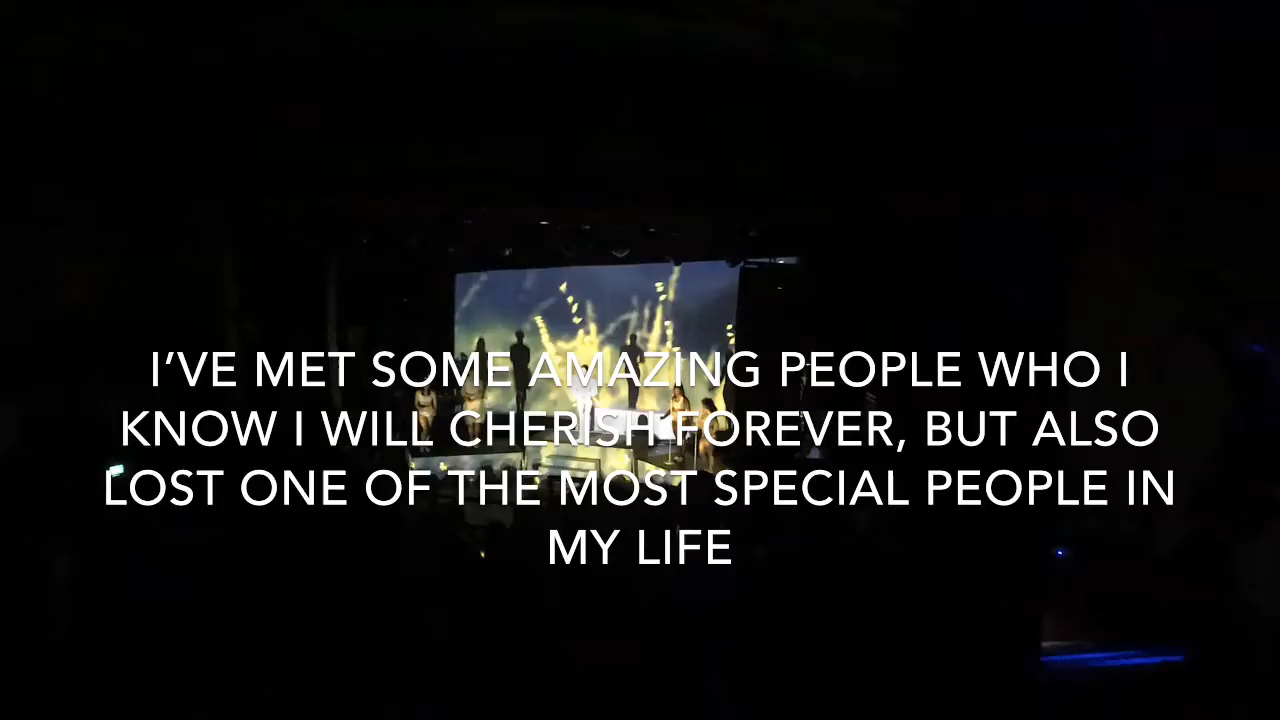 I’VE MET SOME AMAZING PEOPLE WHO I
KNOW I WILL CHERISH FOREVER, BUT ALSO
LOST ONE OF THE MOST SPECIAL PEOPLE IN
MY LIFE